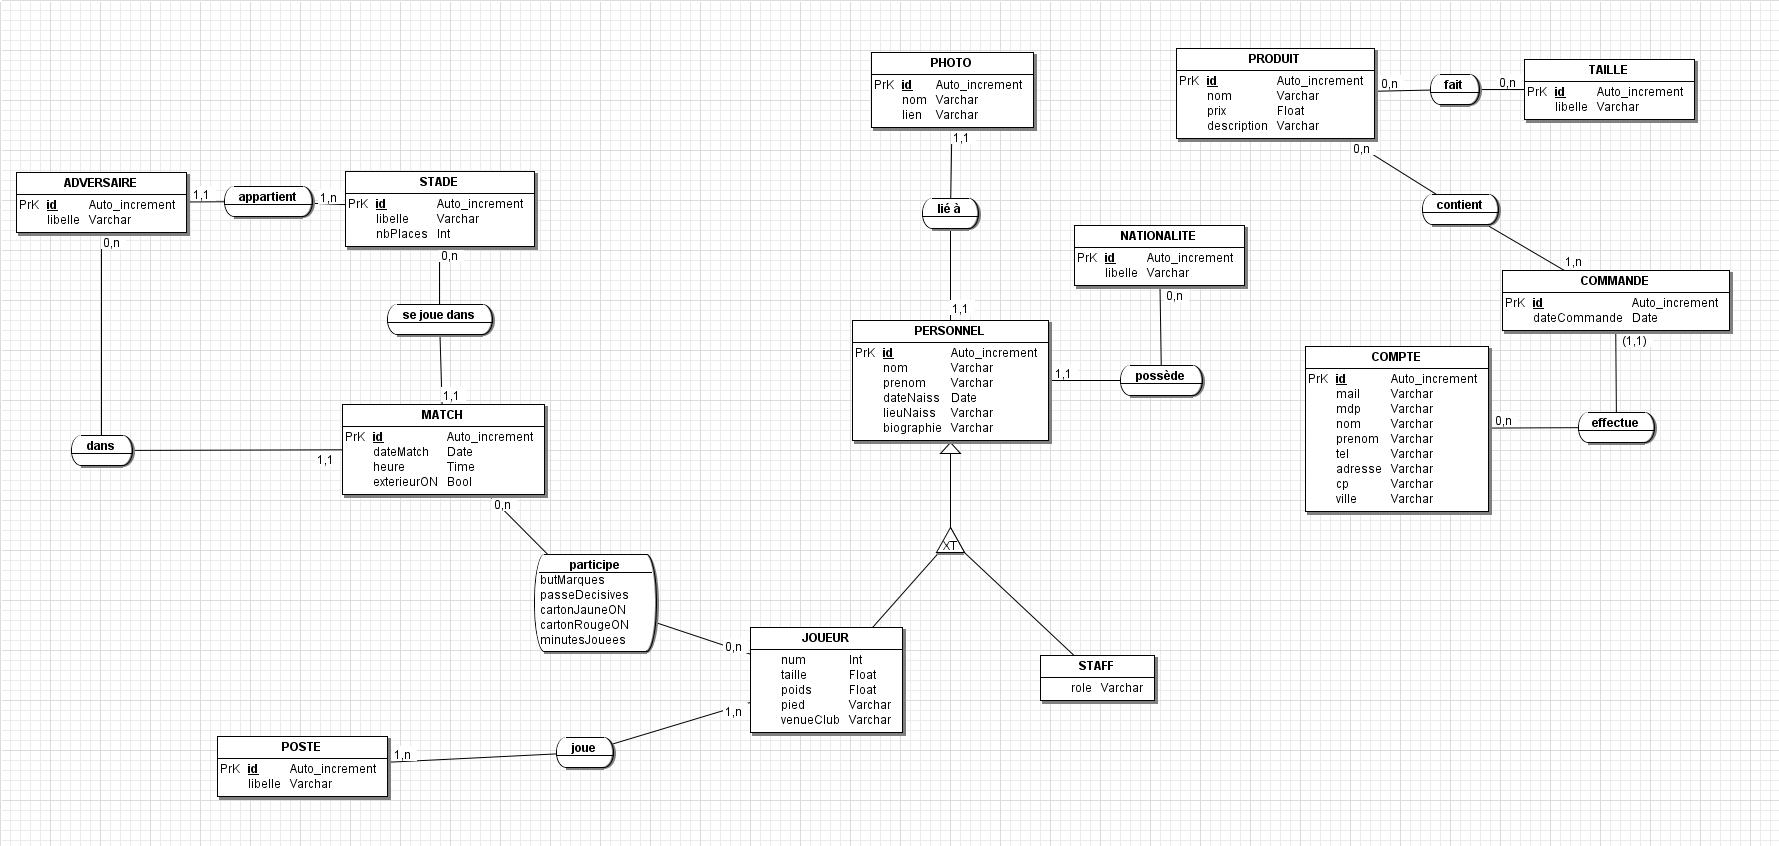 PHOTO
PrK id Auto_increment
nom Varchar
lien Varchar
1,1
lié à
1,1
PRODUIT
PrK id Auto_increment
nom Varchar
prix Float
description Varchar
0,n
fait
0,n
TAILLE
PrK id Auto_increment
libelle Varchar
0,n
contient
1,n
COMMANDE
PrK id Auto_increment
dateCommande Date
(1,1)
effectue
0,n
COMPTE
PrK id Auto_increment
mail Varchar
mdp Varchar
nom Varchar
prenom Varchar
tel Varchar
adresse Varchar
cp Varchar
ville Varchar
ADVERSAIRE
PrK id Auto_increment
libelle Varchar
1,1
appartient
1,n
STADE
PrK id Auto_increment
libelle Varchar
nbPlaces Int
0,n
0,n
se joue dans
1,1
dans
1,1
MATCH
PrK id Auto_increment
dateMatch Date
heure Time
exterieurON Bool
0,n
NATIONALITE
PrK id Auto_increment
libelle Varchar
0,n
possède
1,1
PERSONNEL
PrK id Auto_increment
nom Varchar
prenom Varchar
dateNaiss Date
lieuNaiss Varchar
biographie Varchar
XT
participe
butMarques
passeDecisives
cartonJauneON
cartonRougeON
minutesJouees
0,n
JOUEUR
num Int
taille Float
poids Float
pied Varchar
venueClub Varchar
STAFF
role Varchar
1,n
joue
1,n
POSTE
PrK id Auto_increment
libelle Varchar